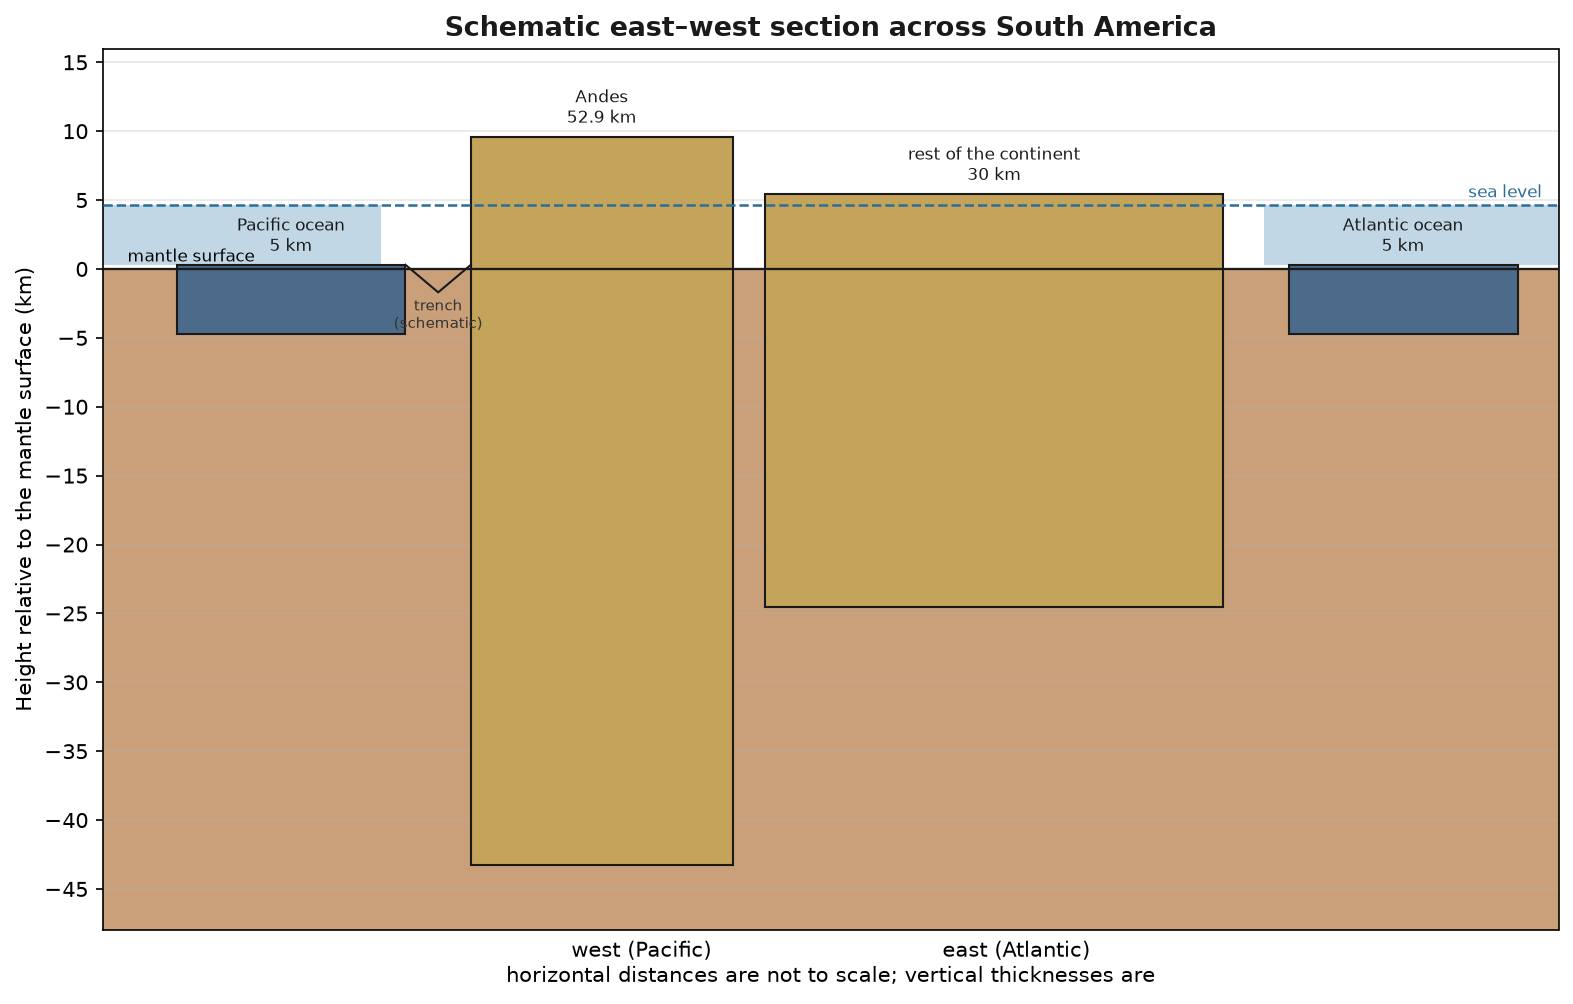 Schematic east–west section across South America
Height relative to the mantle surface (km)
15
10
5
0
−5
−10
−15
−20
−25
−30
−35
−40
−45
Andes
52.9 km
rest of the continent
30 km
sea level
Pacific ocean
5 km
Atlantic ocean
5 km
mantle surface
trench
(schematic)
west (Pacific)
east (Atlantic)
horizontal distances are not to scale; vertical thicknesses are